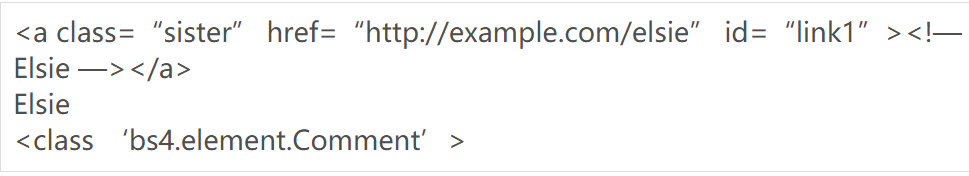 <a class=“sister” href=“http://example.com/elsie” id=“link1”><!—
Elsie —></a>
Elsie
<class ‘bs4.element.Comment’>